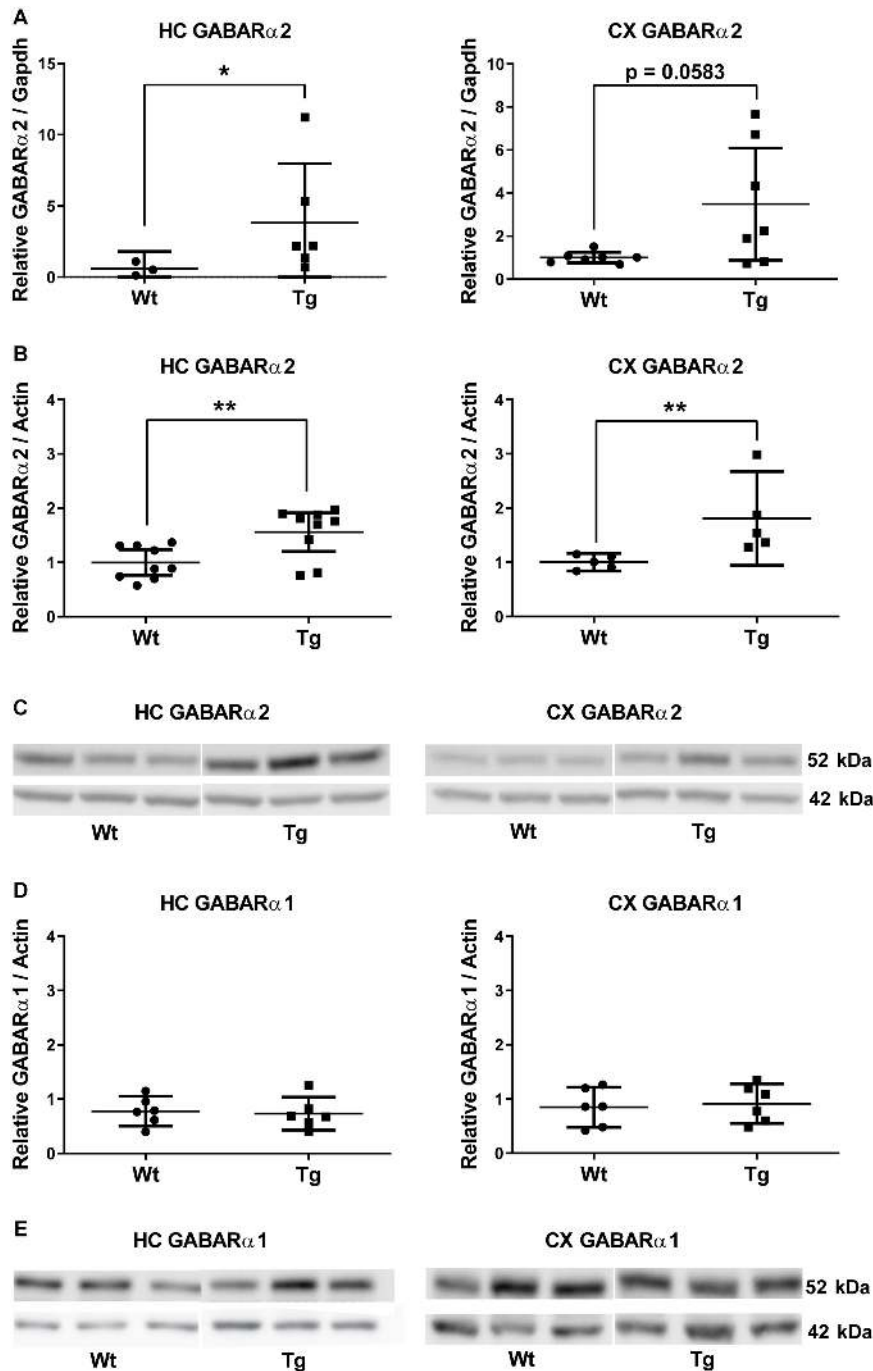 A
HC GABARα2
CX GABARα2
Relative GABARα2 / Gapdh
15
10
5
0
*
Wt
Tg
Relative GABARα2 / Gapdh
10
8
6
4
2
0
p = 0.0583
Wt
Tg
B
HC GABARα2
CX GABARα2
Relative GABARα2 / Actin
4
3
2
1
0
**
Wt
Tg
Relative GABARα2 / Actin
4
3
2
1
0
**
Wt
Tg
C
HC GABARα2
CX GABARα2
52 kDa
42 kDa
Wt
Tg
Wt
Tg
D
HC GABARα1
CX GABARα1
Relative GABARα1 / Actin
4
3
2
1
0
Wt
Tg
Relative GABARα1 / Actin
4
3
2
1
0
Wt
Tg
E
HC GABARα1
CX GABARα1
52 kDa
42 kDa
Wt
Tg
Wt
Tg